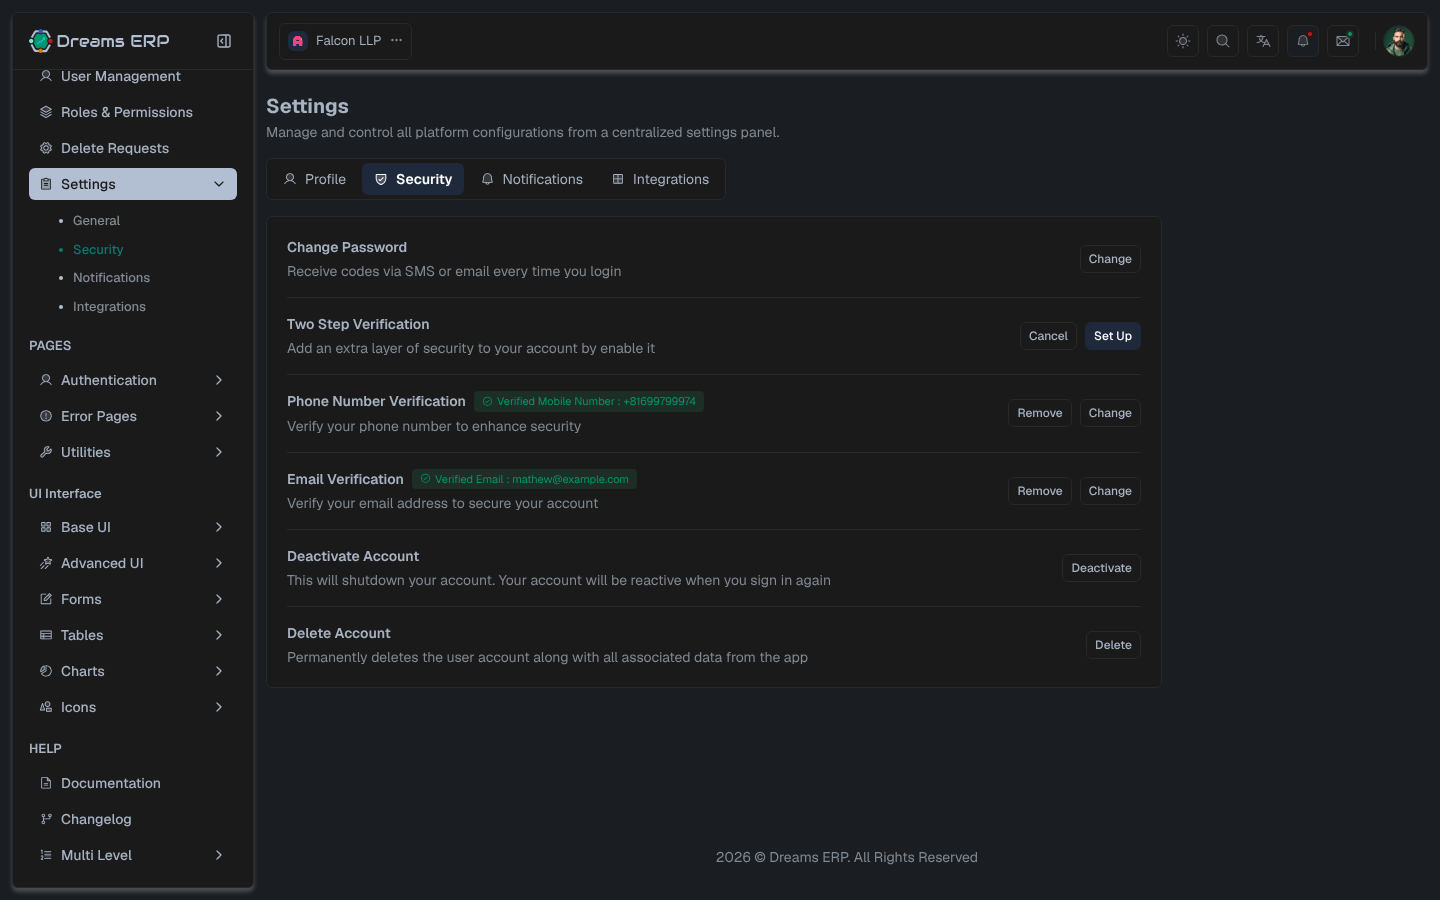 Dreams ERP
User Management
Roles & Permissions
Delete Requests
Settings
General
Security
Notifications
Integrations
PAGES
Authentication
Error Pages
Utilities
UI Interface
Base UI
Advanced UI
Forms
Tables
Charts
Icons
HELP
Documentation
Changelog
Multi Level
Falcon LLP
Settings
Manage and control all platform configurations from a centralized settings panel.
Profile
Security
Notifications
Integrations
Change Password
Receive codes via SMS or email every time you login
Change
Two Step Verification
Add an extra layer of security to your account by enable it
Cancel
Set Up
Phone Number Verification
Verified Mobile Number : +81699799974
Verify your phone number to enhance security
Remove
Change
Email Verification
Verified Email : mathew@example.com
Verify your email address to secure your account
Remove
Change
Deactivate Account
This will shutdown your account. Your account will be reactive when you sign in again
Deactivate
Delete Account
Permanently deletes the user account along with all associated data from the app
Delete
2026 © Dreams ERP. All Rights Reserved